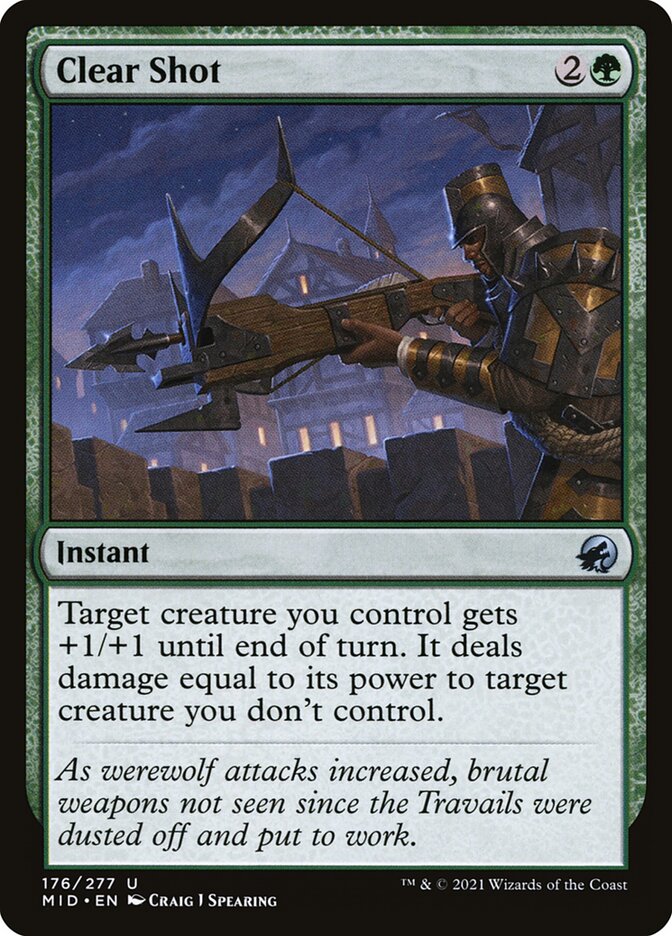 Clear Shot 2
Instant
Target creature you control gets
+1/+1 until end of turn. It deals
damage equal to its power to target
creature you don't control.
As werewolf attacks increased, brutal
weapons not seen since the Travails were
dusted off and put to work.
176/277 U
MID • EN Craig J Spearing
™ & © 2021 Wizards of the Coast